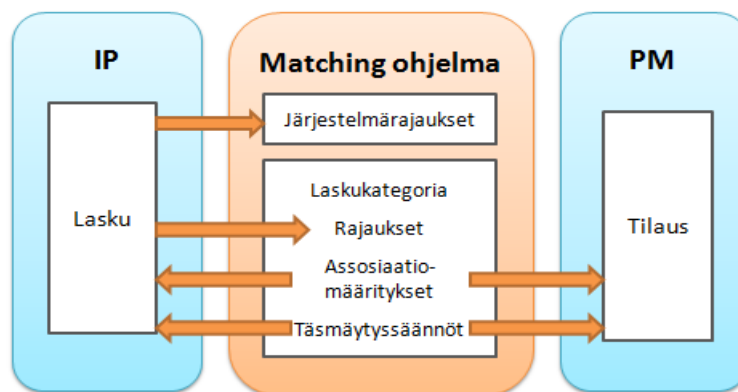 IP
Lasku
Matching ohjelma
Järjestelmärajaukset
Laskukategoria
Rajaukset
Assosiaatio-
määritykset
Täsmäytyssäännöt
PM
Tilaus